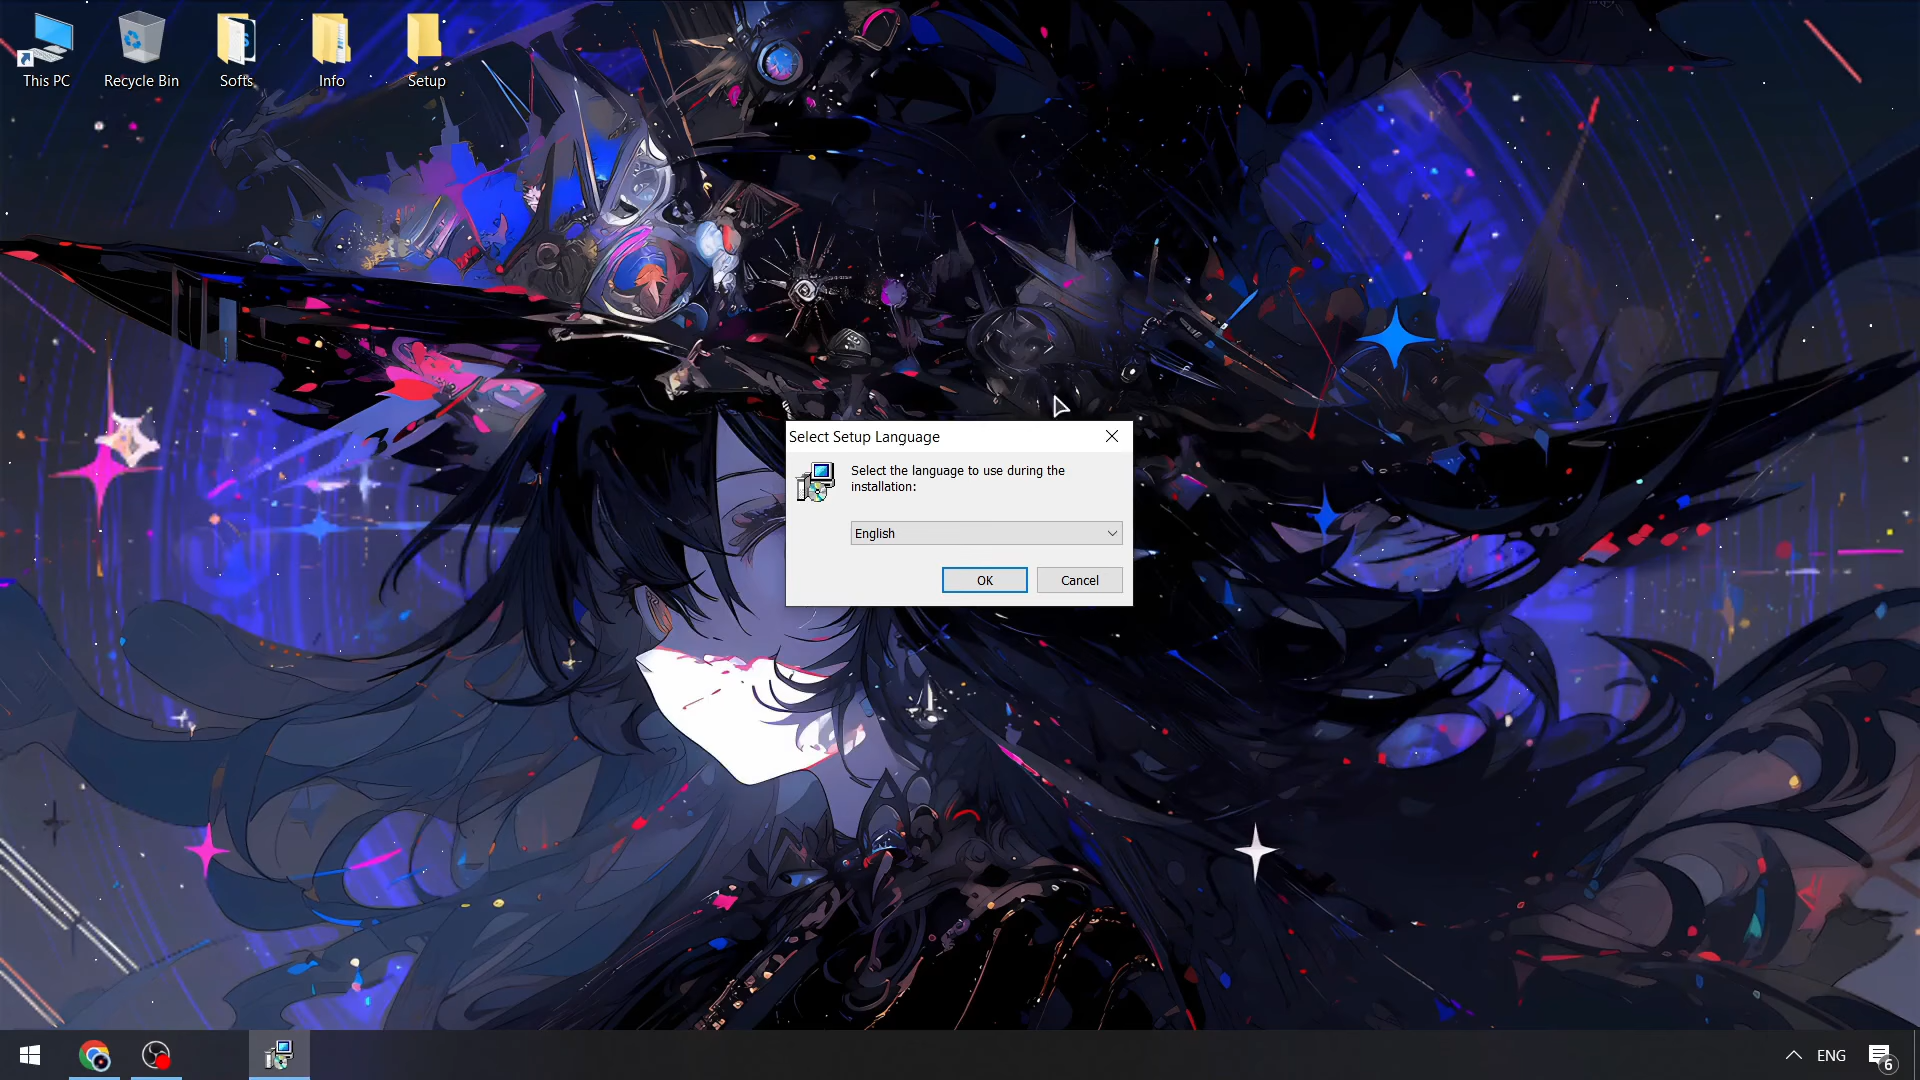 This PC
Recycle Bin
Softs
Info
Setup
Select Setup Language
Select the language to use during the
installation:
English
OK
Cancel
ENG
6